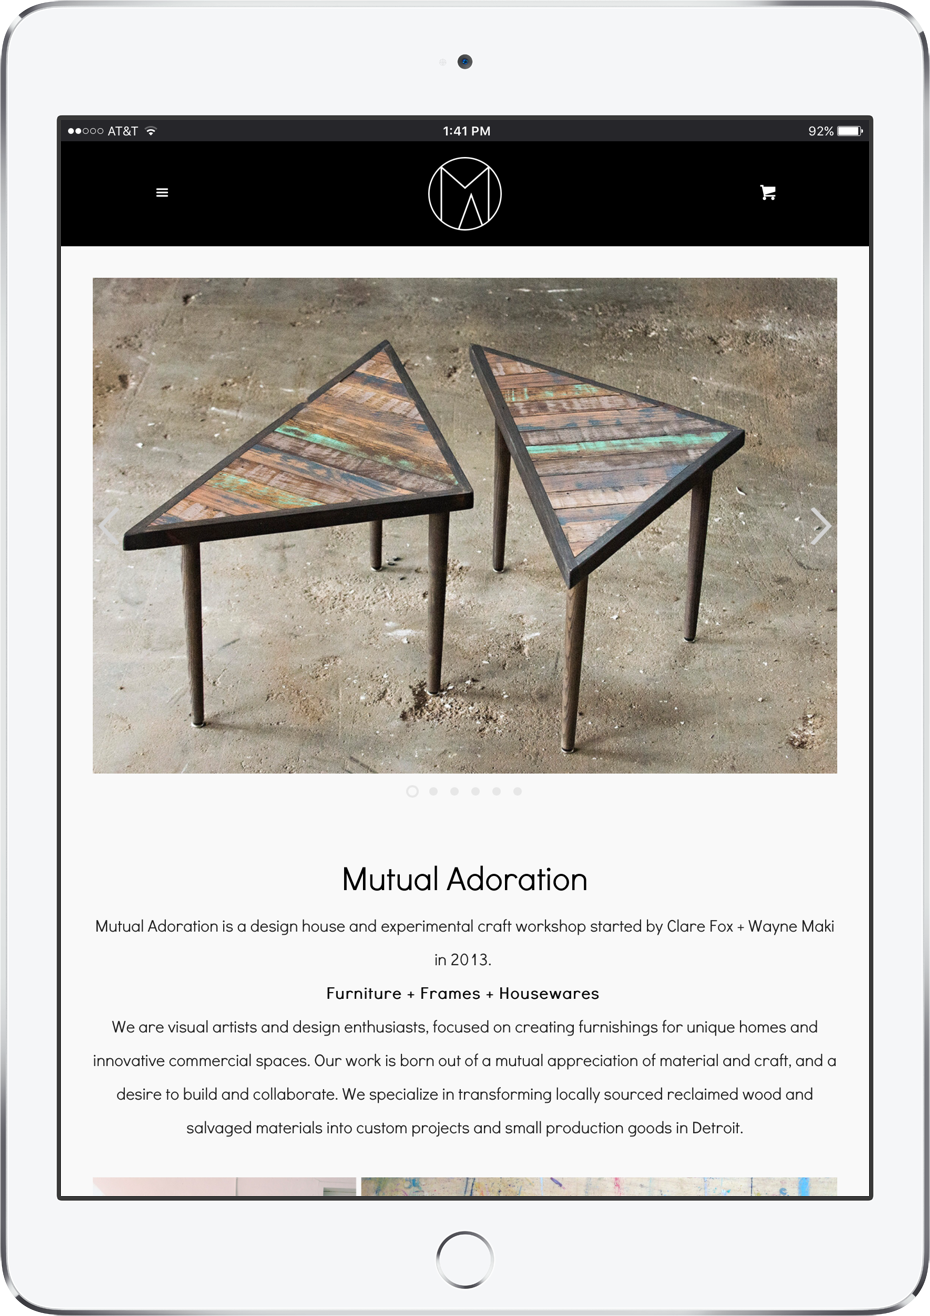 AT&T 1:41 PM 92%
MA
Mutual Adoration
Mutual Adoration is a design house and experimental craft workshop started by Clare Fox + Wayne Maki
in 2013.
Furniture + Frames + Housewares
We are visual artists and design enthusiasts, focused on creating furnishings for unique homes and
innovative commercial spaces. Our work is born out of a mutual appreciation of material and craft, and a
desire to build and collaborate. We specialize in transforming locally sourced reclaimed wood and
salvaged materials into custom projects and small production goods in Detroit.